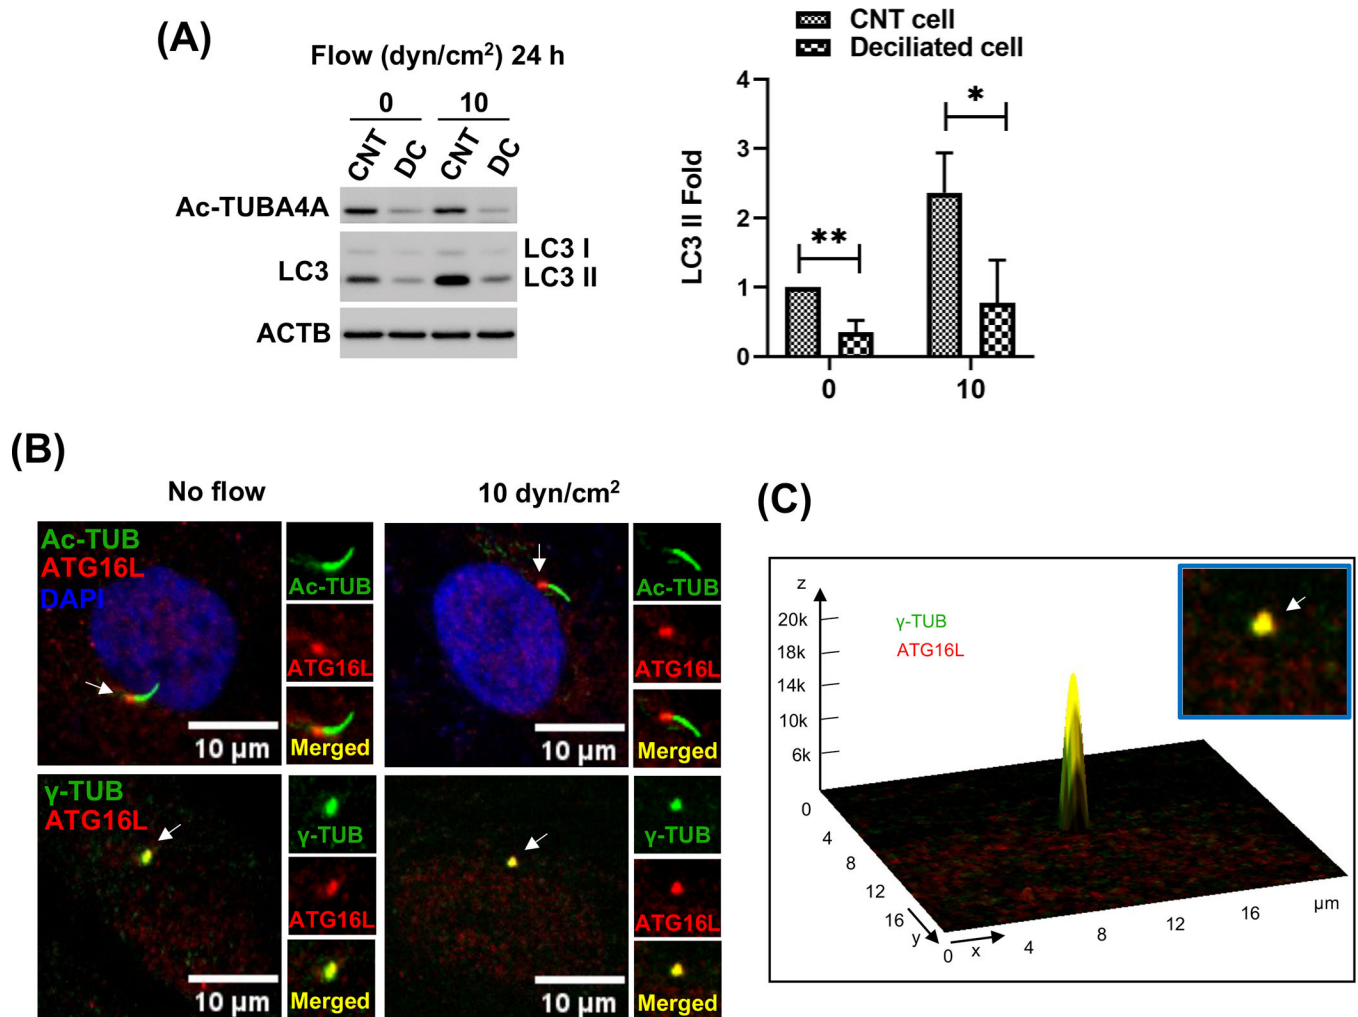 (A)
Flow (dyn/cm²) 24 h
0 10
CNT DC CNT DC
Ac-TUBA4A
LC3
LC3 I
LC3 II
ACTB
CNT cell
Deciliated cell
LC3 II Fold
4
3
2
1
0
**
*
0 10
(B)
No flow
10 dyn/cm²
Ac-TUB
ATG16L
DAPI
10 µm
Ac-TUB
ATG16L
Merged
10 µm
Ac-TUB
ATG16L
Merged
γ-TUB
ATG16L
10 µm
γ-TUB
ATG16L
Merged
10 µm
γ-TUB
ATG16L
Merged
(C)
z
20k
18k
14k
10k
6k
0
4
8
12
16
y
γ-TUB
ATG16L
0
x
4
8
12
16
µm